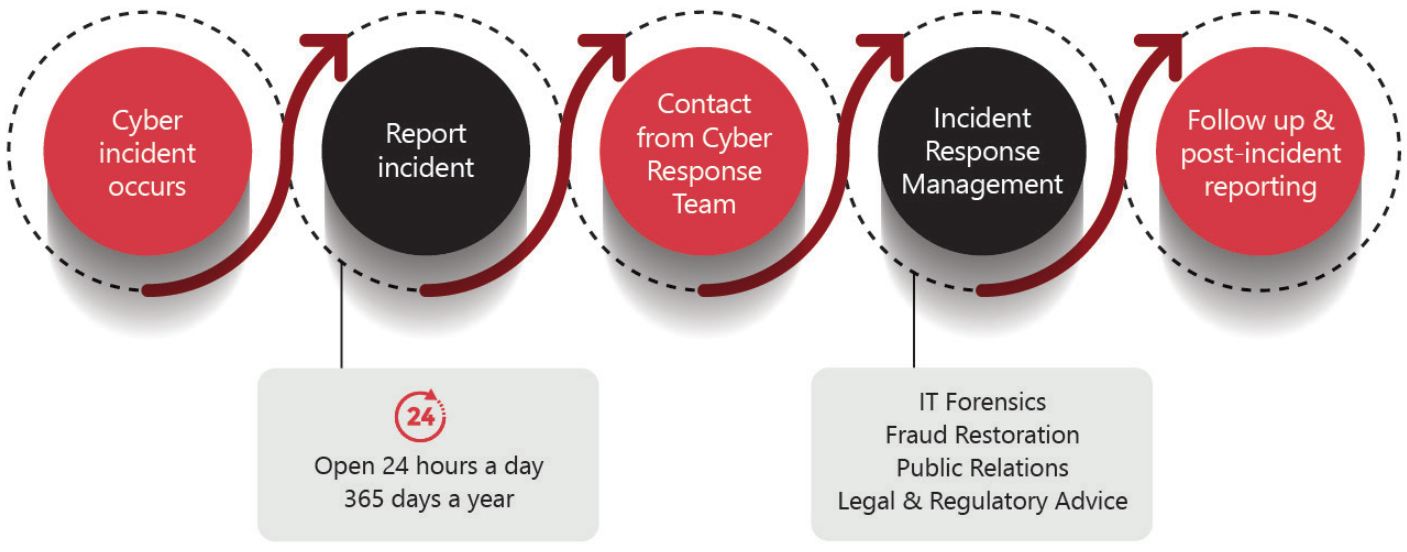 Cyber
incident
occurs
Report
incident
Contact
from Cyber
Response
Team
Incident
Response
Management
Follow up &
post-incident
reporting
24
Open 24 hours a day
365 days a year
IT Forensics
Fraud Restoration
Public Relations
Legal & Regulatory Advice